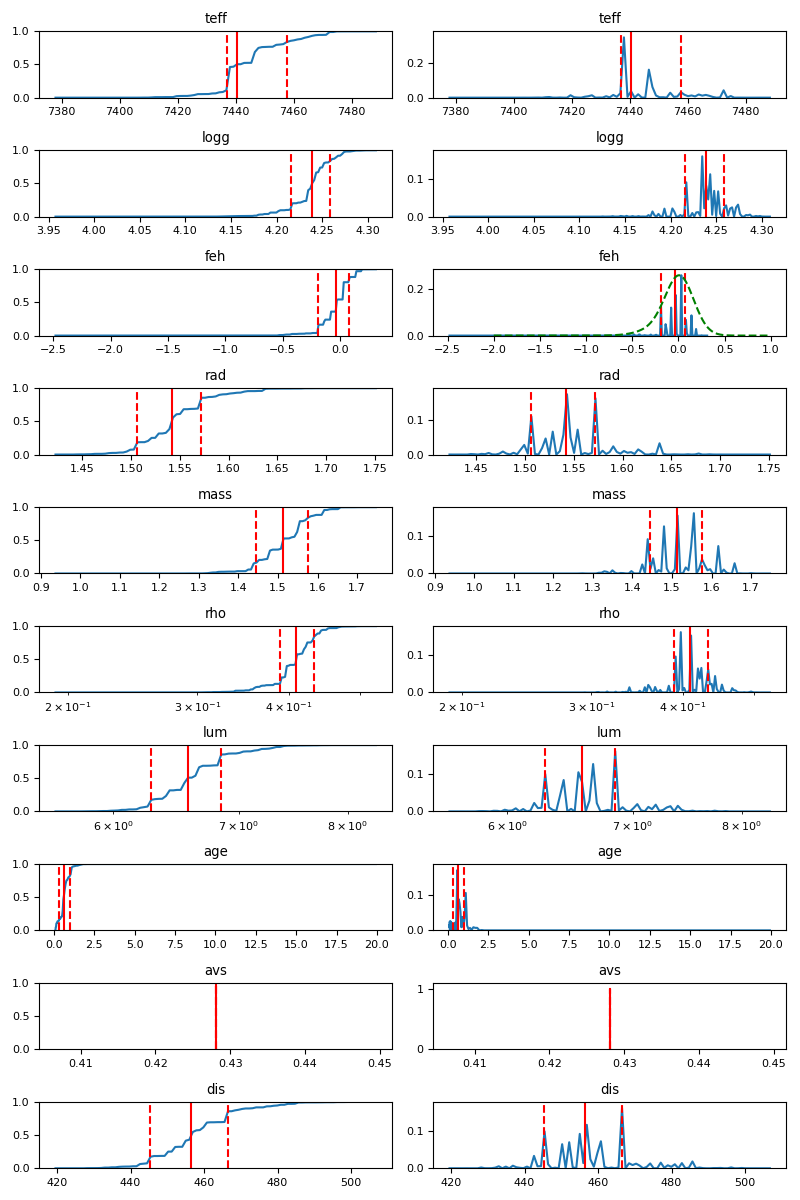 teff teff
1.0
0.5
0.0
0.2
0.0
7380 7400 7420 7440 7460 7480 7380 7400 7420 7440 7460 7480
logg logg
1.0
0.5
0.0
0.1
0.0
3.95 4.00 4.05 4.10 4.15 4.20 4.25 4.30 3.95 4.00 4.05 4.10 4.15 4.20 4.25 4.30
feh feh
1.0
0.5
0.0
0.2
0.0
−2.5 −2.0 −1.5 −1.0 −0.5 0.0 −2.5 −2.0 −1.5 −1.0 −0.5 0.0 0.5 1.0
rad rad
1.0
0.5
0.0
0.1
0.0
1.45 1.50 1.55 1.60 1.65 1.70 1.75 1.45 1.50 1.55 1.60 1.65 1.70 1.75
mass mass
1.0
0.5
0.0
0.1
0.0
0.9 1.0 1.1 1.2 1.3 1.4 1.5 1.6 1.7 0.9 1.0 1.1 1.2 1.3 1.4 1.5 1.6 1.7
rho rho
1.0
0.5
0.0
0.1
0.0
2 × 10⁻¹ 3 × 10⁻¹ 4 × 10⁻¹ 2 × 10⁻¹ 3 × 10⁻¹ 4 × 10⁻¹
lum lum
1.0
0.5
0.0
0.1
0.0
6 × 10⁰ 7 × 10⁰ 8 × 10⁰ 6 × 10⁰ 7 × 10⁰ 8 × 10⁰
age age
1.0
0.5
0.0
0.1
0.0
0.0 2.5 5.0 7.5 10.0 12.5 15.0 17.5 20.0 0.0 2.5 5.0 7.5 10.0 12.5 15.0 17.5 20.0
avs avs
1.0
0.5
0.0
1
0
0.41 0.42 0.43 0.44 0.45 0.41 0.42 0.43 0.44 0.45
dis dis
1.0
0.5
0.0
0.1
0.0
420 440 460 480 500 420 440 460 480 500